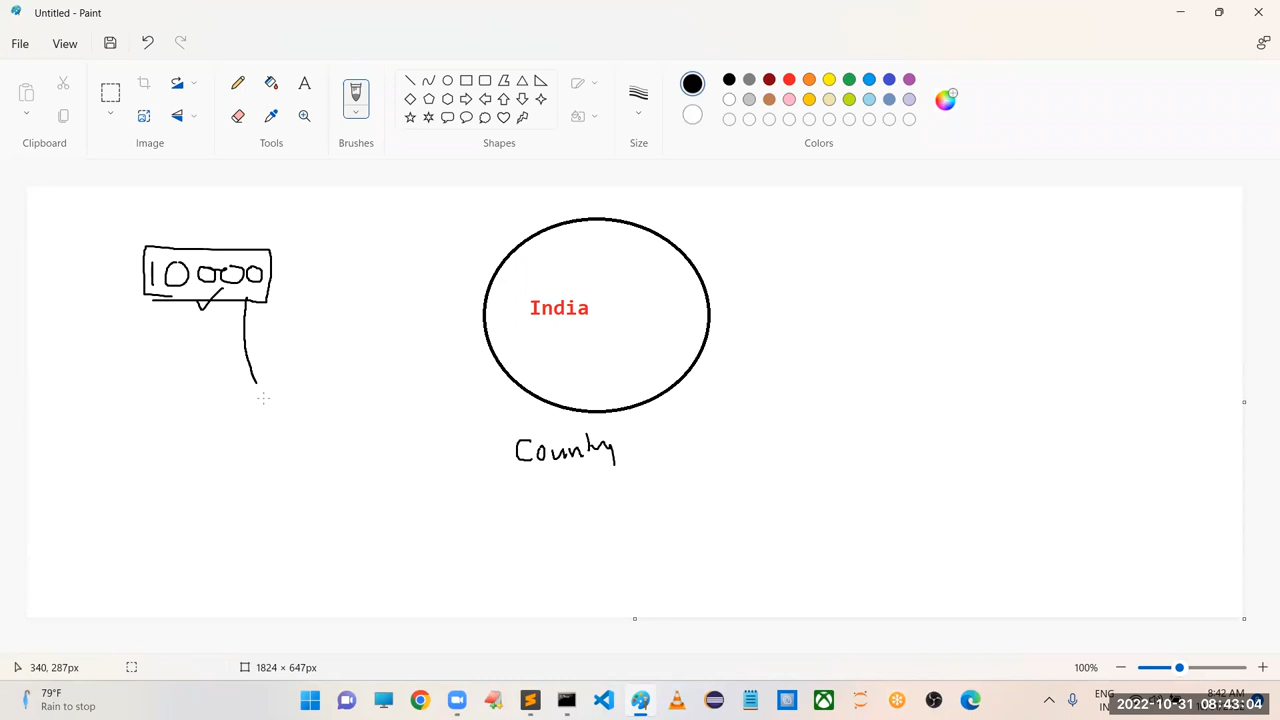 Untitled - Paint
File
View
Clipboard
Image
Tools
Brushes
Shapes
Size
Colors
10000
India
Country
340, 287px
1824 × 647px
100%
79°F
Rain to stop
ENG
8:42 AM
2022-10-31 08:43:04